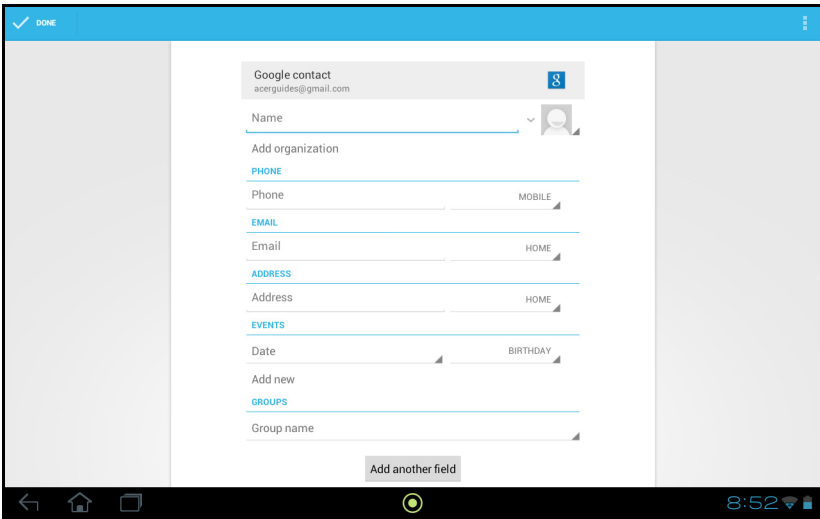 DONE
Google contact
acerguides@gmail.com
g
Name
Add organization
PHONE
Phone MOBILE
EMAIL
Email HOME
ADDRESS
Address HOME
EVENTS
Date BIRTHDAY
Add new
GROUPS
Group name
Add another field
8:52